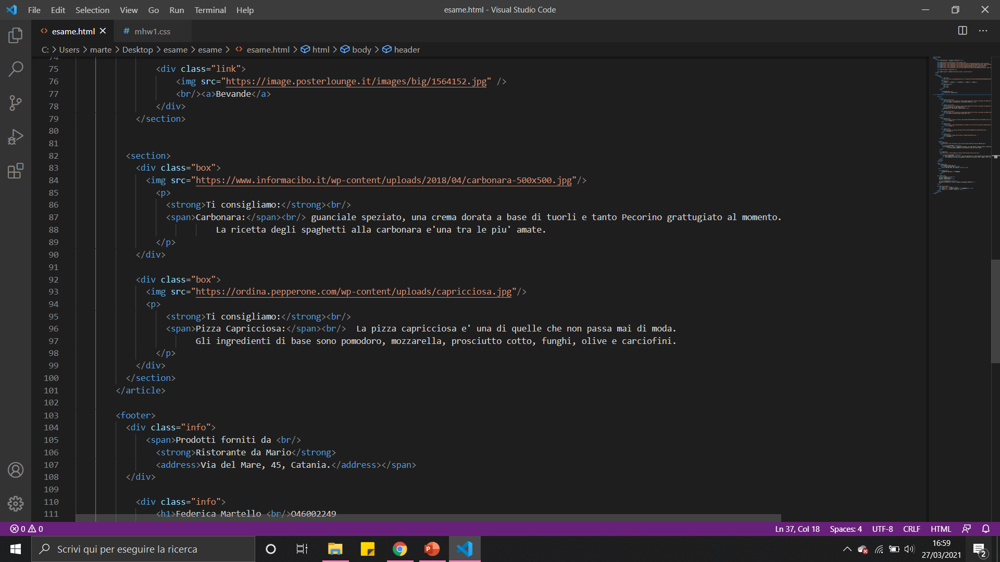 File Edit Selection View Go Run Terminal Help
esame.html - Visual Studio Code
esame.html
# mhw1.css
C: > Users > marte > Desktop > esame > esame > esame.html > html > body > header
74
75 <div class="link">
76 <img src="https://image.posterlounge.it/images/big/1564152.jpg" />
77 <br/><a>Bevande</a>
78 </div>
79 </section>
80
81
82 <section>
83 <div class="box">
84 <img src="https://www.informacibo.it/wp-content/uploads/2018/04/carbonara-500x500.jpg"/>
85 <p>
86 <strong>Ti consigliamo:</strong><br/>
87 <span>Carbonara:</span><br/> guanciale speziato, una crema dorata a base di tuorli e tanto Pecorino grattugiato al momento.
88 La ricetta degli spaghetti alla carbonara e'una tra le piu' amate.
89 </p>
90 </div>
91
92 <div class="box">
93 <img src="https://ordina.pepperone.com/wp-content/uploads/capricciosa.jpg"/>
94 <p>
95 <strong>Ti consigliamo:</strong><br/>
96 <span>Pizza Capricciosa:</span><br/>  La pizza capricciosa e' una di quelle che non passa mai di moda.
97 Gli ingredienti di base sono pomodoro, mozzarella, prosciutto cotto, funghi, olive e carciofini.
98 </p>
99 </div>
100 </section>
101 </article>
102
103 <footer>
104 <div class="info">
105 <span>Prodotti forniti da <br/>
106 <strong>Ristorante da Mario</strong>
107 <address>Via del Mare, 45, Catania.</address></span>
108 </div>
109
110 <div class="info">
111 <h1>Federica Martello <br/>O46002249
0 0
Ln 37, Col 18 Spaces: 4 UTF-8 CRLF HTML
Scrivi qui per eseguire la ricerca
16:59
27/03/2021
2